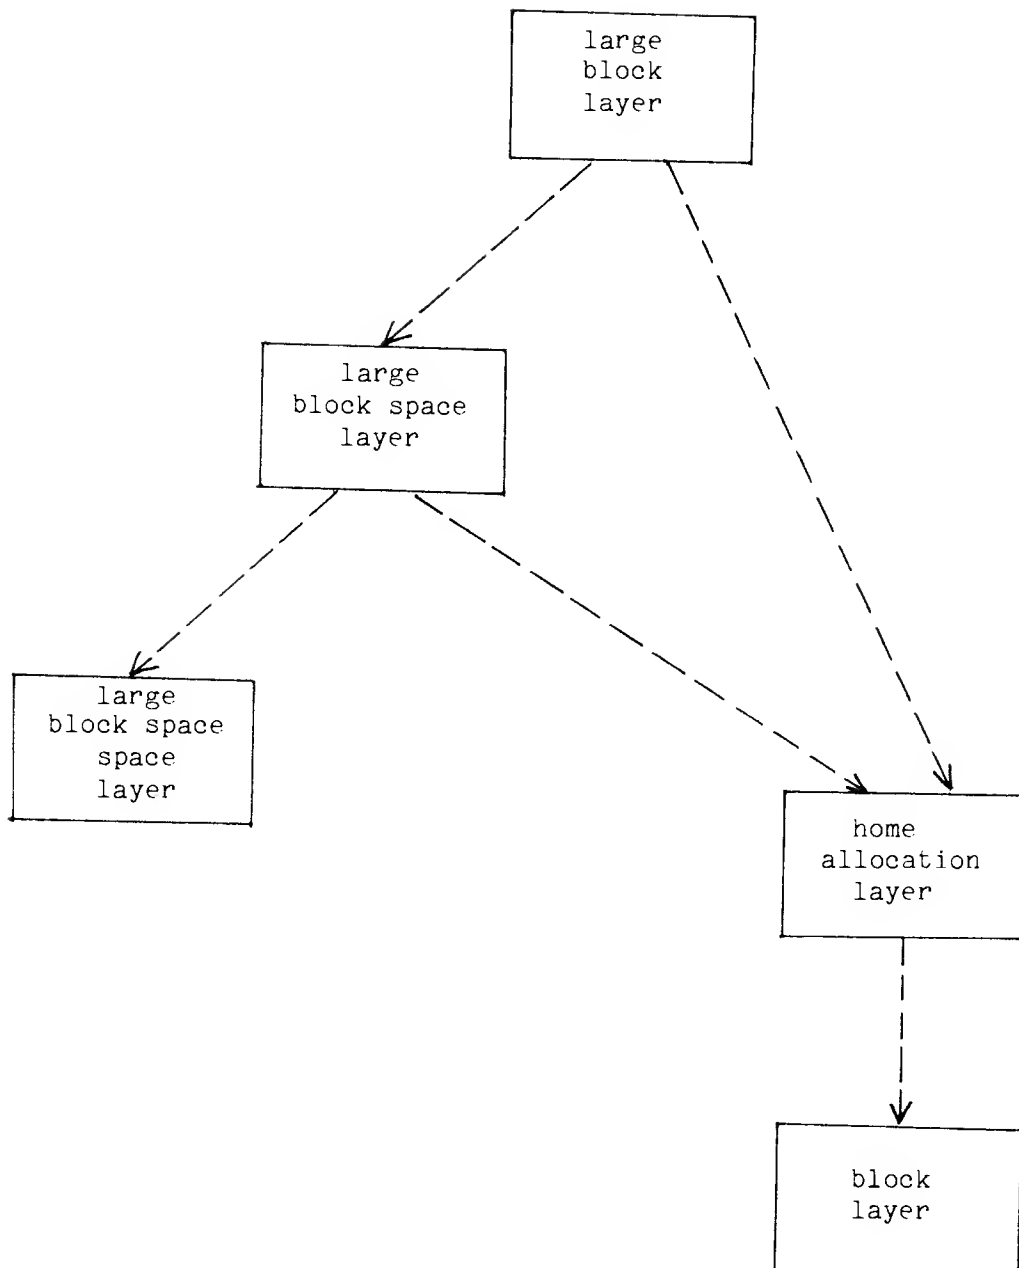 large
block
layer
large
block space
layer
large
block space
space
layer
home
allocation
layer
block
layer